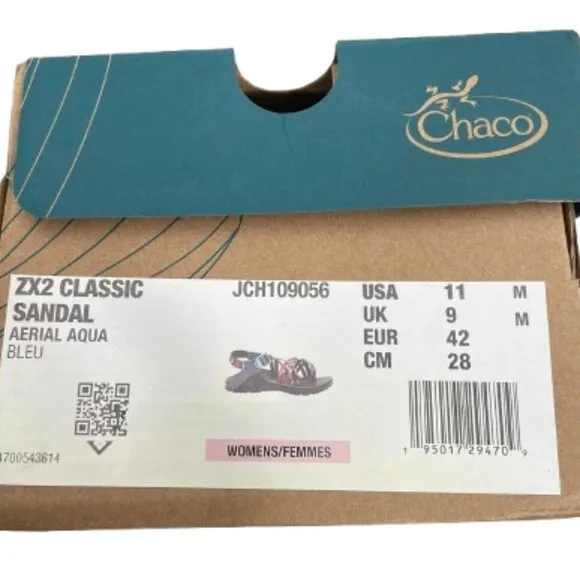 Chaco
ZX2 CLASSIC
SANDAL
AERIAL AQUA
BLEU
JCH109056
USA 11 M
UK 9 M
EUR 42
CM 28
4700543614
WOMENS/FEMMES
1 95017 29470 9